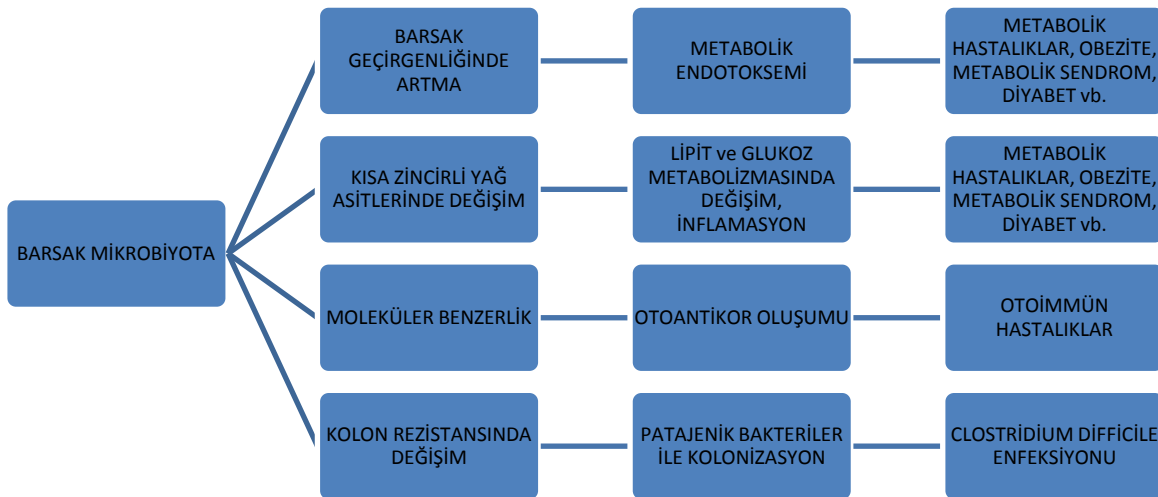 BARSAK MİKROBİYOTA
BARSAK
GEÇİRGENLİĞİNDE
ARTMA
METABOLİK
ENDOTOKSEMİ
METABOLİK
HASTALIKLAR, OBEZİTE,
METABOLİK SENDROM,
DİYABET vb.
KISA ZİNCİRLİ YAĞ
ASİTLERİNDE DEĞİŞİM
LİPİT ve GLUKOZ
METABOLİZMASINDA
DEĞİŞİM,
İNFLAMASYON
METABOLİK
HASTALIKLAR, OBEZİTE,
METABOLİK SENDROM,
DİYABET vb.
MOLEKÜLER BENZERLİK
OTOANTİKOR OLUŞUMU
OTOİMMÜN
HASTALIKLAR
KOLON REZİSTANSINDA
DEĞİŞİM
PATAJENİK BAKTERİLER
İLE KOLONİZASYON
CLOSTRİDİUM DİFFİCİLE
ENFEKSİYONU